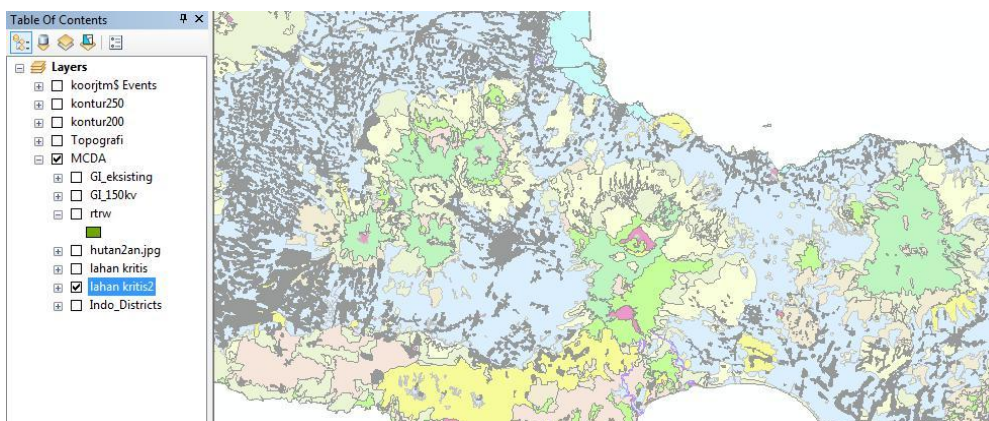 Table Of Contents
Layers
koorjtm$ Events
kontur250
kontur200
Topografi
MCDA
GI_eksisting
GI_150kv
rtrw
hutan2an.jpg
lahan kritis
lahan kritis2
Indo_Districts